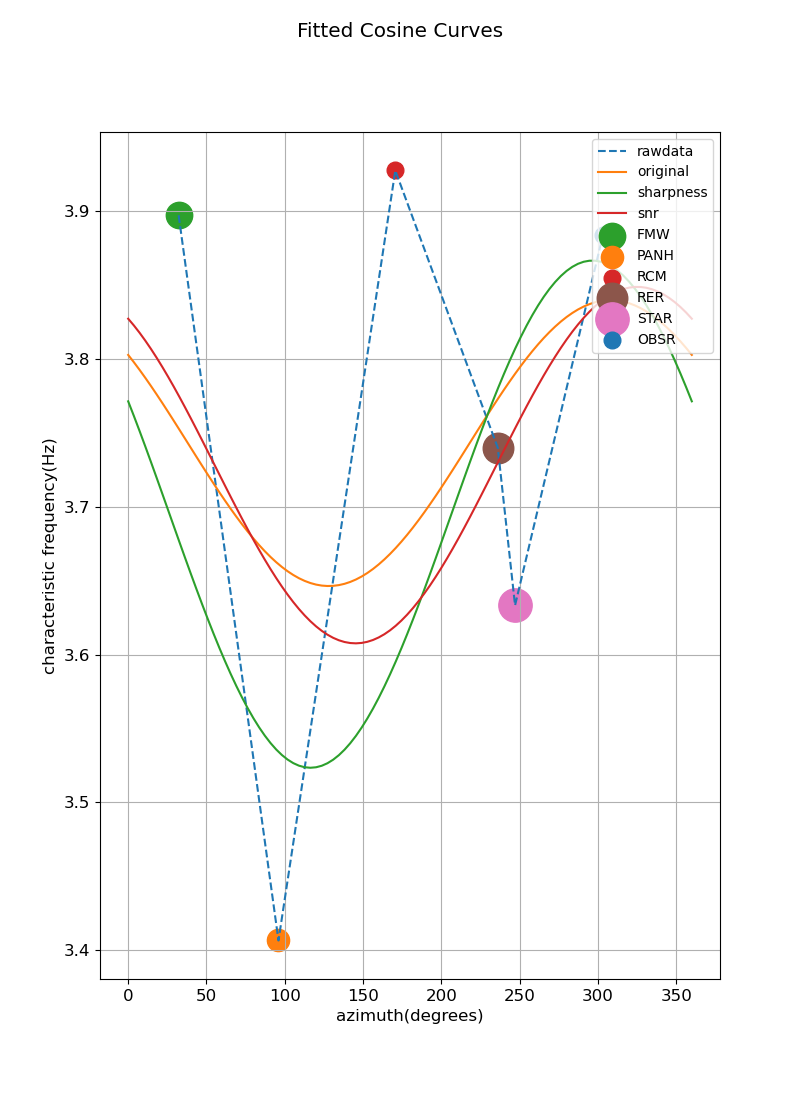 Fitted Cosine Curves
rawdata
original
sharpness
snr
FMW
PANH
RCM
RER
STAR
OBSR
3.9
3.8
3.7
3.6
3.5
3.4
characteristic frequency(Hz)
0 50 100 150 200 250 300 350
azimuth(degrees)